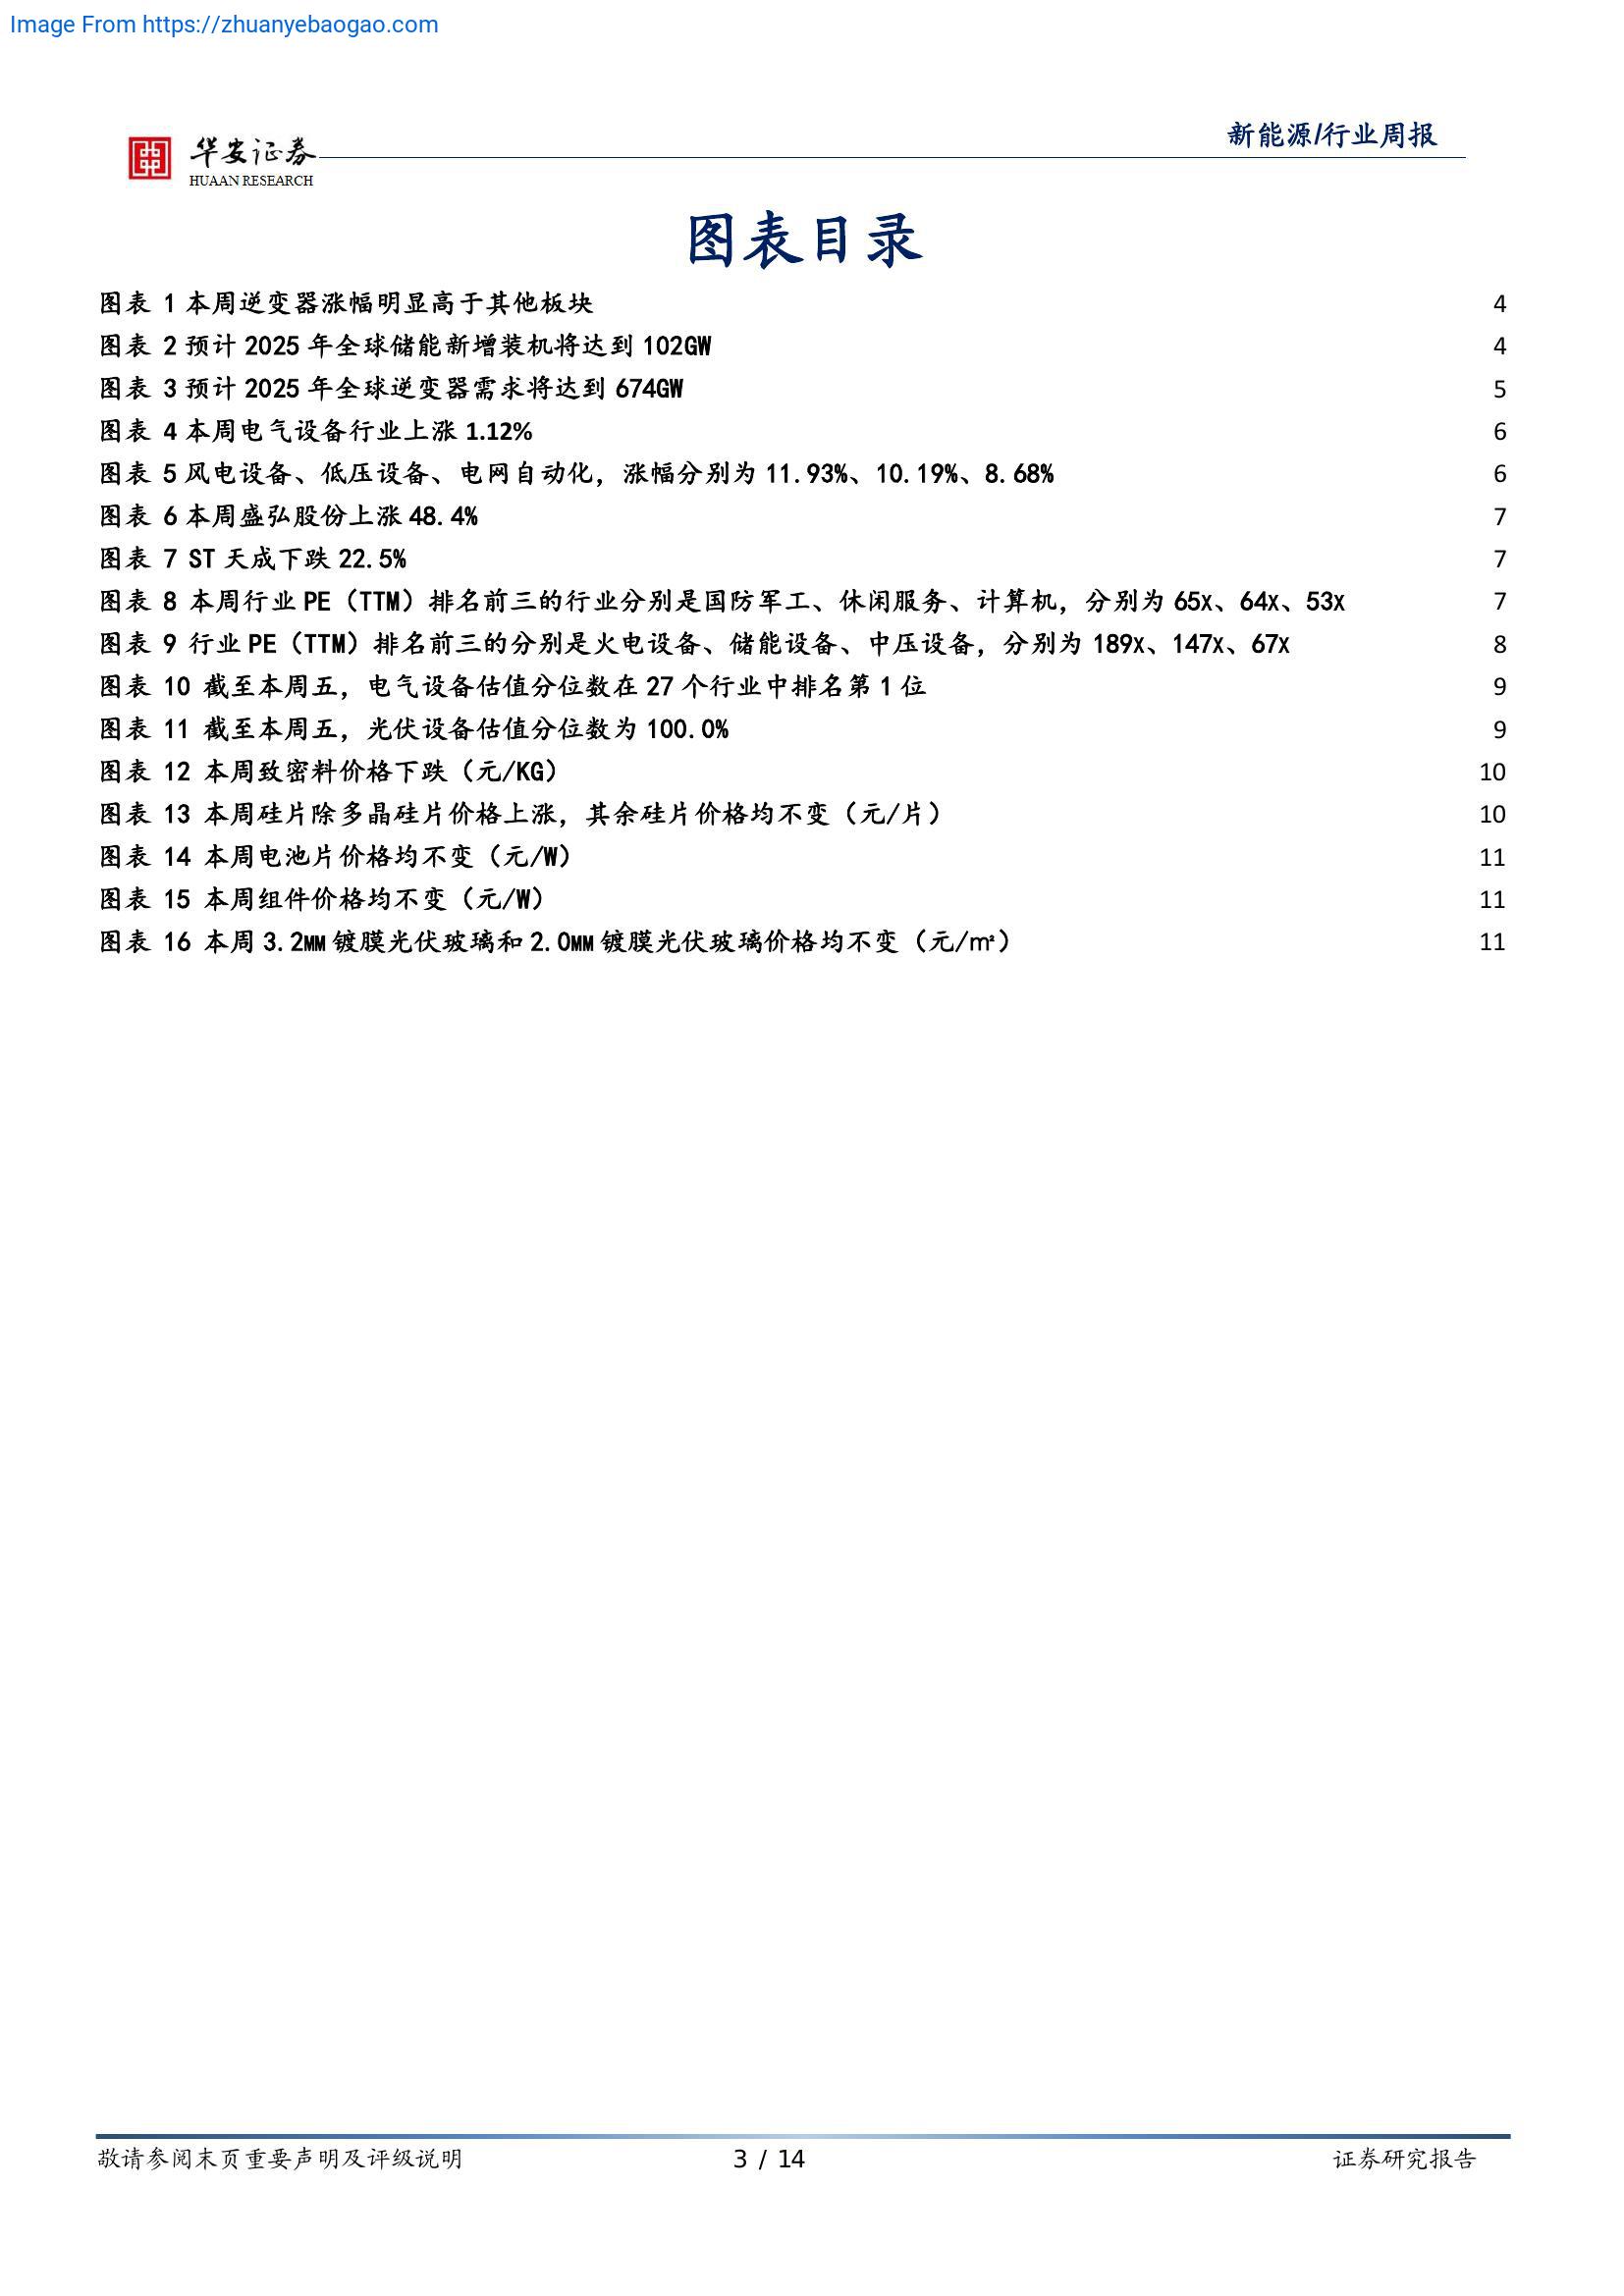 Image From https://zhuanyebaogao.com
华安证券
HUAAN RESEARCH
新能源/行业周报
图表目录
图表 1 本周逆变器涨幅明显高于其他板块 4
图表 2 预计 2025 年全球储能新增装机将达到 102GW 4
图表 3 预计 2025 年全球逆变器需求将达到 674GW 5
图表 4 本周电气设备行业上涨 1.12% 6
图表 5 风电设备、低压设备、电网自动化，涨幅分别为 11.93%、10.19%、8.68% 6
图表 6 本周盛弘股份上涨 48.4% 7
图表 7 ST 天成下跌 22.5% 7
图表 8 本周行业 PE（TTM）排名前三的行业分别是国防军工、休闲服务、计算机，分别为 65X、64X、53X 7
图表 9 行业 PE（TTM）排名前三的分别是火电设备、储能设备、中压设备，分别为 189X、147X、67X 8
图表 10 截至本周五，电气设备估值分位数在 27 个行业中排名第 1 位 9
图表 11 截至本周五，光伏设备估值分位数为 100.0% 9
图表 12 本周致密料价格下跌（元/KG） 10
图表 13 本周硅片除多晶硅片价格上涨，其余硅片价格均不变（元/片） 10
图表 14 本周电池片价格均不变（元/W） 11
图表 15 本周组件价格均不变（元/W） 11
图表 16 本周 3.2MM 镀膜光伏玻璃和 2.0MM 镀膜光伏玻璃价格均不变（元/㎡） 11
敬请参阅末页重要声明及评级说明 3 / 14 证券研究报告